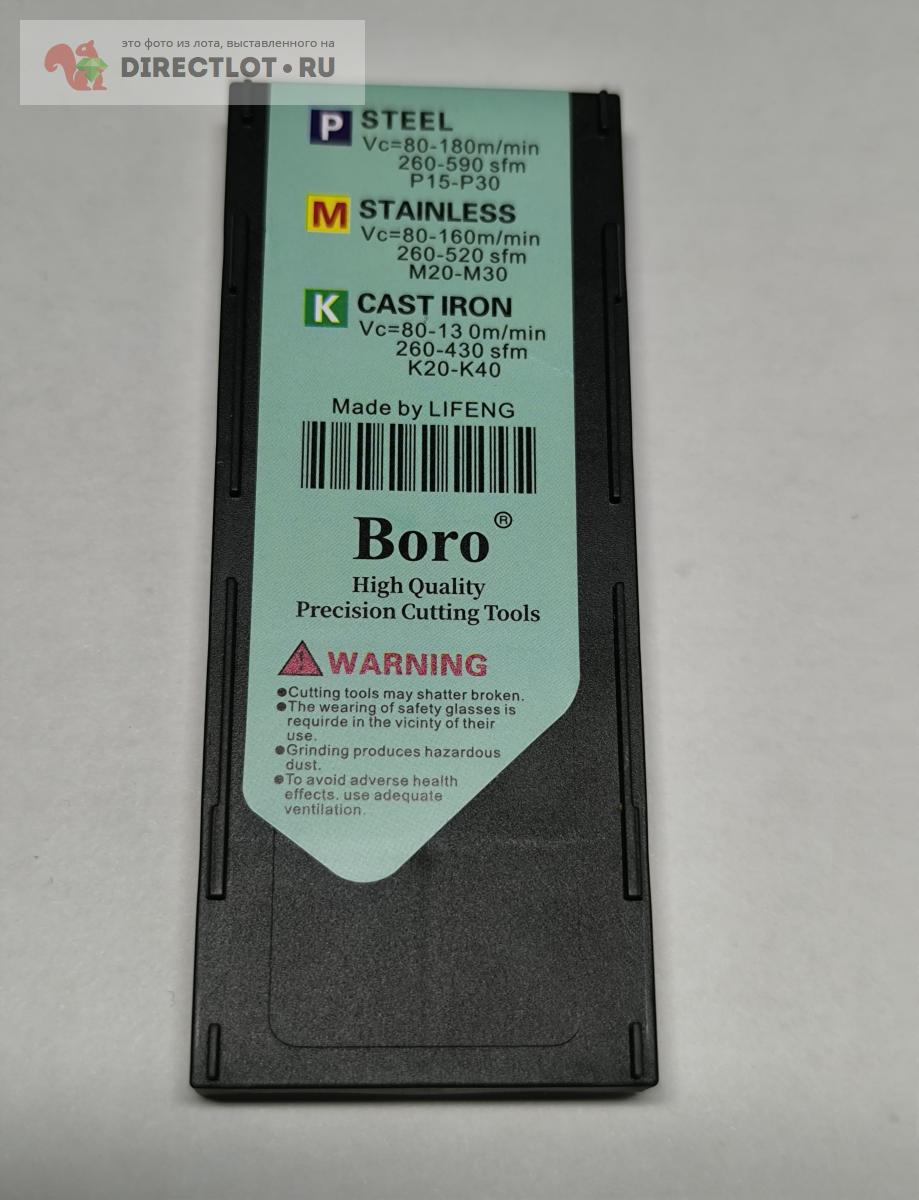 это фото из лота, выставленного на
DIRECTLOT•RU
P STEEL
Vc=80-180m/min
260-590 sfm
P15-P30
M STAINLESS
Vc=80-160m/min
260-520 sfm
M20-M30
K CAST IRON
Vc=80-13 0m/min
260-430 sfm
K20-K40
Made by LIFENG
Boro®
High Quality
Precision Cutting Tools
! WARNING
●Cutting tools may shatter broken.
●The wearing of safety glasses is
requirde in the vicinty of their
use.
●Grinding produces hazardous
dust.
●To avoid adverse health
effects. use adequate
ventilation.